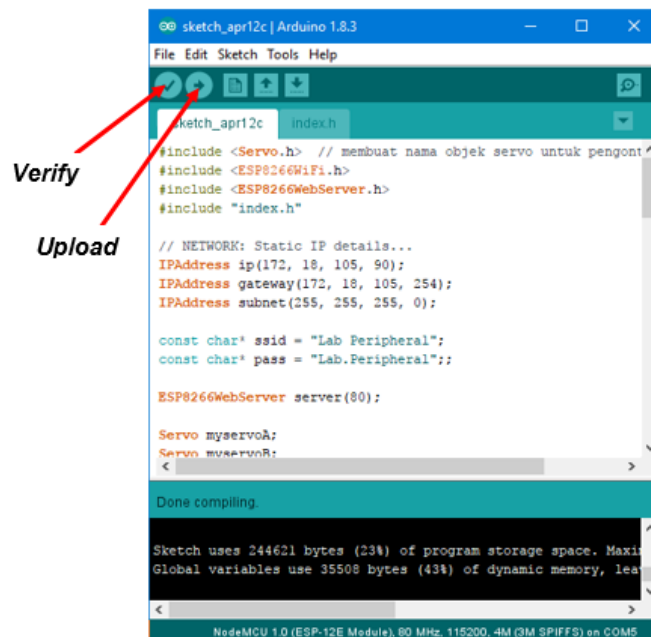 sketch_apr12c | Arduino 1.8.3
File Edit Sketch Tools Help
sketch_apr12c index.h
Verify
Upload
#include <Servo.h> // membuat nama objek servo untuk pengont
#include <ESP8266WiFi.h>
#include <ESP8266WebServer.h>
#include "index.h"
// NETWORK: Static IP details...
IPAddress ip(172, 18, 105, 90);
IPAddress gateway(172, 18, 105, 254);
IPAddress subnet(255, 255, 255, 0);
const char* ssid = "Lab Peripheral";
const char* pass = "Lab.Peripheral";;
ESP8266WebServer server(80);
Servo myservoA;
Servo myservoB;
Done compiling.
Sketch uses 244621 bytes (23%) of program storage space. Maxi
Global variables use 35508 bytes (43%) of dynamic memory, lea
NodeMCU 1.0 (ESP-12E Module), 80 MHz, 115200, 4M (3M SPIFFS) on COM5